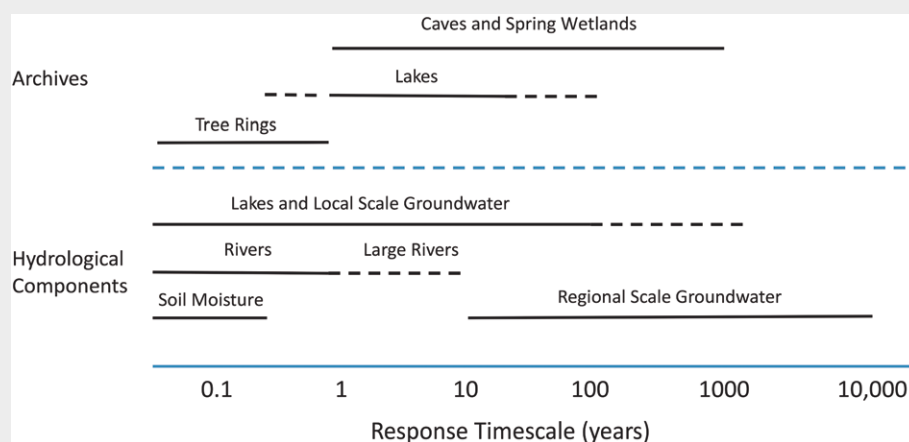 Caves and Spring Wetlands
Archives
Lakes
Tree Rings
Lakes and Local Scale Groundwater
Hydrological
Components
Rivers
Large Rivers
Soil Moisture
Regional Scale Groundwater
0.1 1 10 100 1000 10,000
Response Timescale (years)